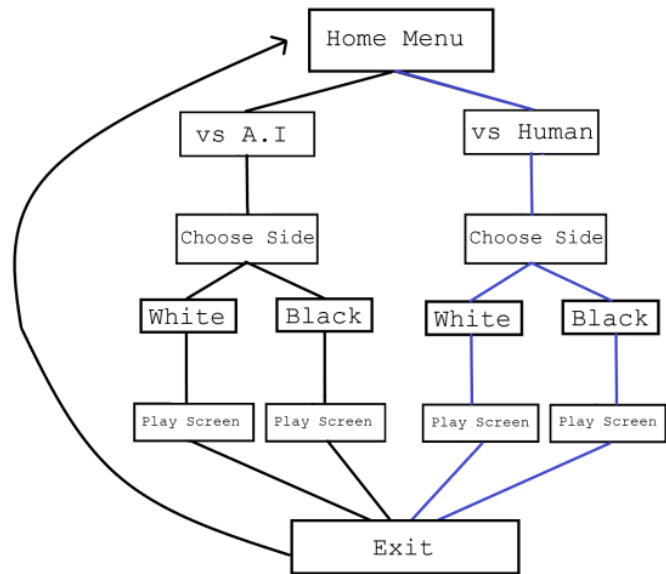 Home Menu
vs A.I
vs Human
Choose Side
Choose Side
White
Black
White
Black
Play Screen
Play Screen
Play Screen
Play Screen
Exit